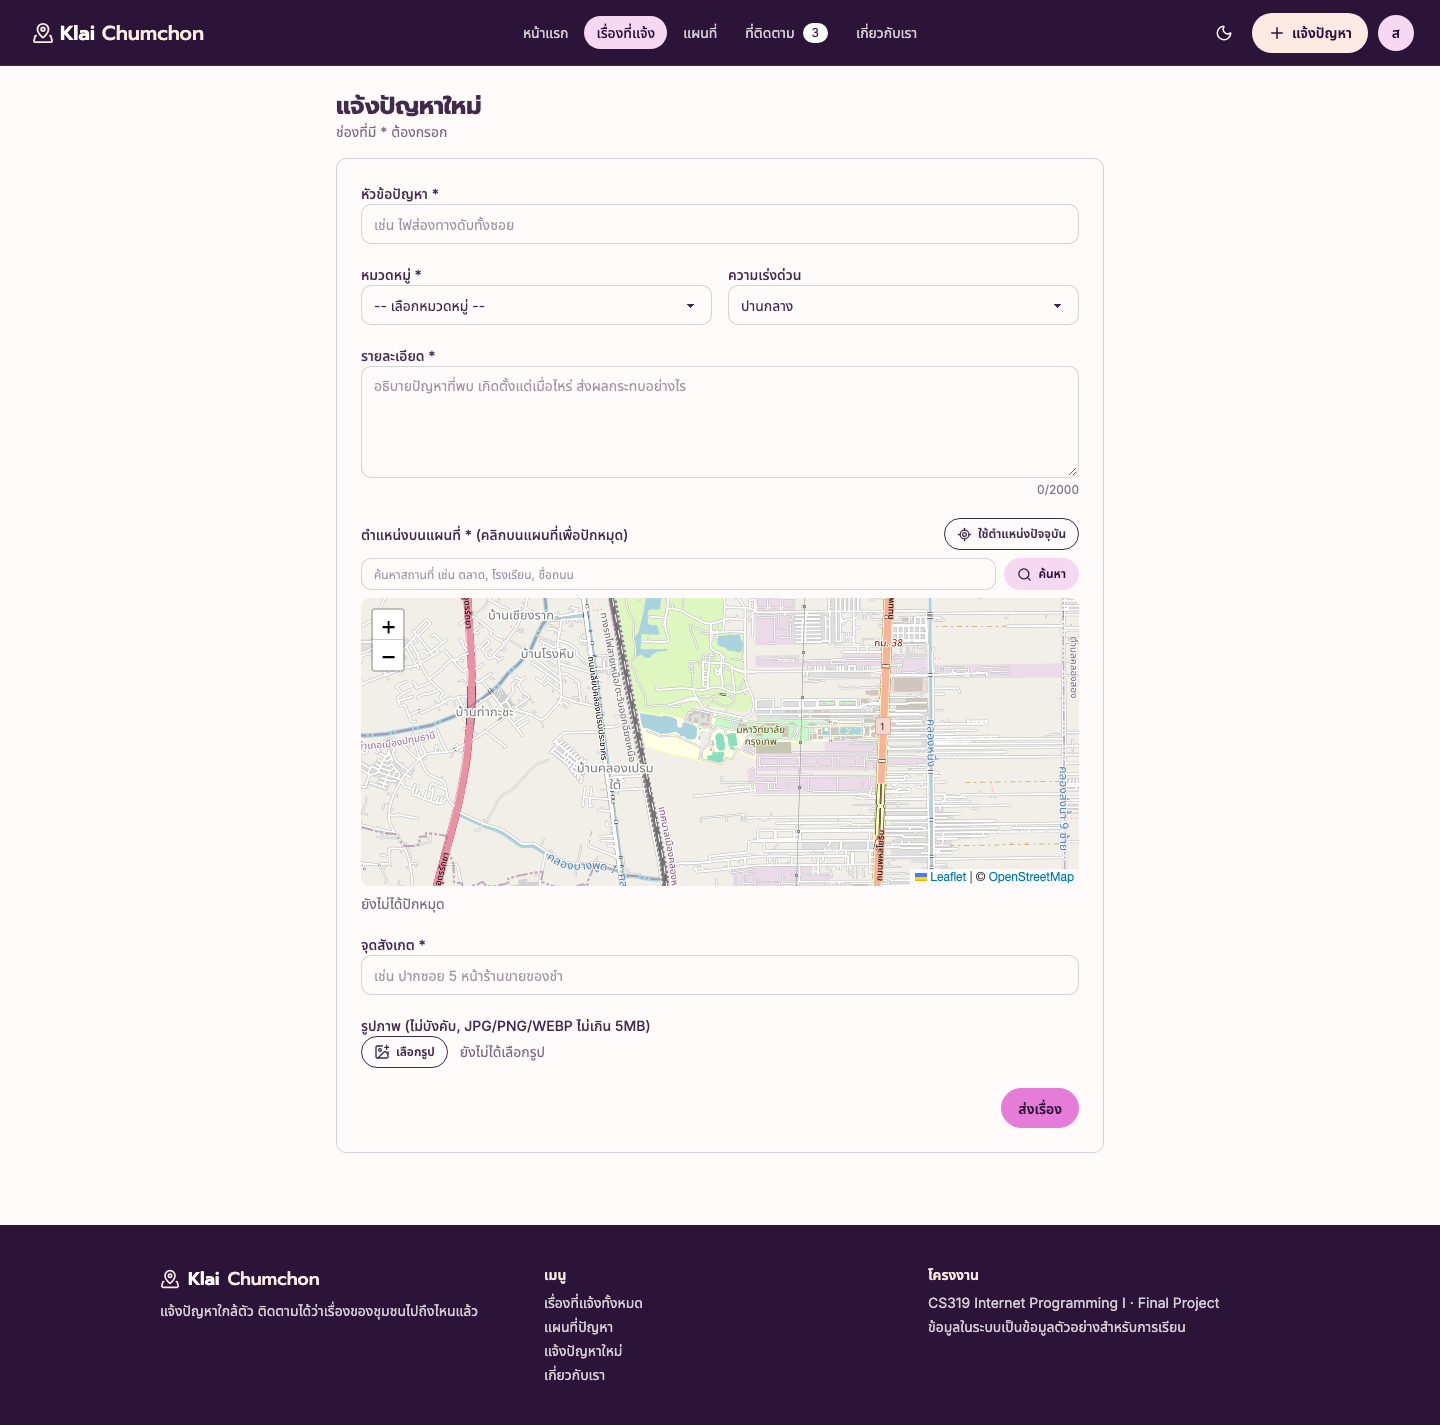 Klai Chumchon
หน้าแรก
เรื่องที่แจ้ง
แผนที่
ที่ติดตาม 3
เกี่ยวกับเรา
แจ้งปัญหา
ส
แจ้งปัญหาใหม่
ช่องที่มี * ต้องกรอก
หัวข้อปัญหา *
เช่น ไฟส่องทางดับทั้งซอย
หมวดหมู่ *
ความเร่งด่วน
-- เลือกหมวดหมู่ --
ปานกลาง
รายละเอียด *
อธิบายปัญหาที่พบ เกิดตั้งแต่เมื่อไหร่ ส่งผลกระทบอย่างไร
0/2000
ตำแหน่งบนแผนที่ * (คลิกบนแผนที่เพื่อปักหมุด)
ใช้ตำแหน่งปัจจุบัน
ค้นหาสถานที่ เช่น ตลาด, โรงเรียน, ชื่อถนน
ค้นหา
+
−
บ้านเชียงราก
บ้านโรงหีบ
กม. 38
บ้านท่ากะชะ
มหาวิทยาลัย
กรุงเทพ
1
คลองหนึ่ง
บ้านคลองเปรม
ใต้
ถนนพหลโยธิน
Leaflet | © OpenStreetMap
ยังไม่ได้ปักหมุด
จุดสังเกต *
เช่น ปากซอย 5 หน้าร้านขายของชำ
รูปภาพ (ไม่บังคับ, JPG/PNG/WEBP ไม่เกิน 5MB)
เลือกรูป
ยังไม่ได้เลือกรูป
ส่งเรื่อง
Klai Chumchon
แจ้งปัญหาใกล้ตัว ติดตามได้ว่าเรื่องของชุมชนไปถึงไหนแล้ว
เมนู
เรื่องที่แจ้งทั้งหมด
แผนที่ปัญหา
แจ้งปัญหาใหม่
เกี่ยวกับเรา
โครงงาน
CS319 Internet Programming I · Final Project
ข้อมูลในระบบเป็นข้อมูลตัวอย่างสำหรับการเรียน